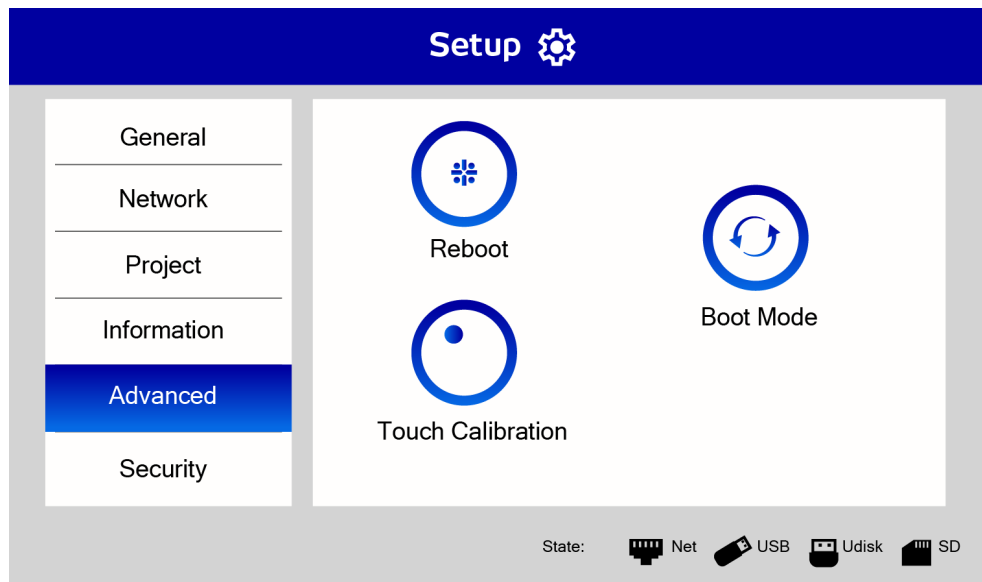 Setup
General
Network
Project
Information
Advanced
Security
Reboot
Touch Calibration
Boot Mode
State: Net USB Udisk SD